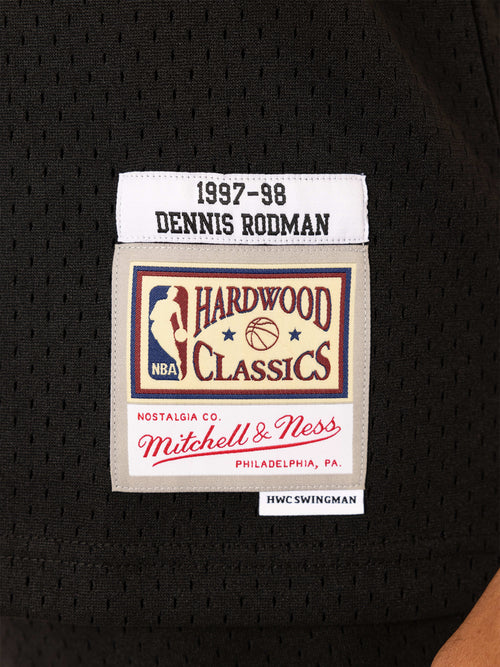 1997-98
DENNIS RODMAN
HARDWOOD
CLASSICS
NBA
NOSTALGIA CO.
Mitchell & Ness
PHILADELPHIA, PA.
HWC SWINGMAN